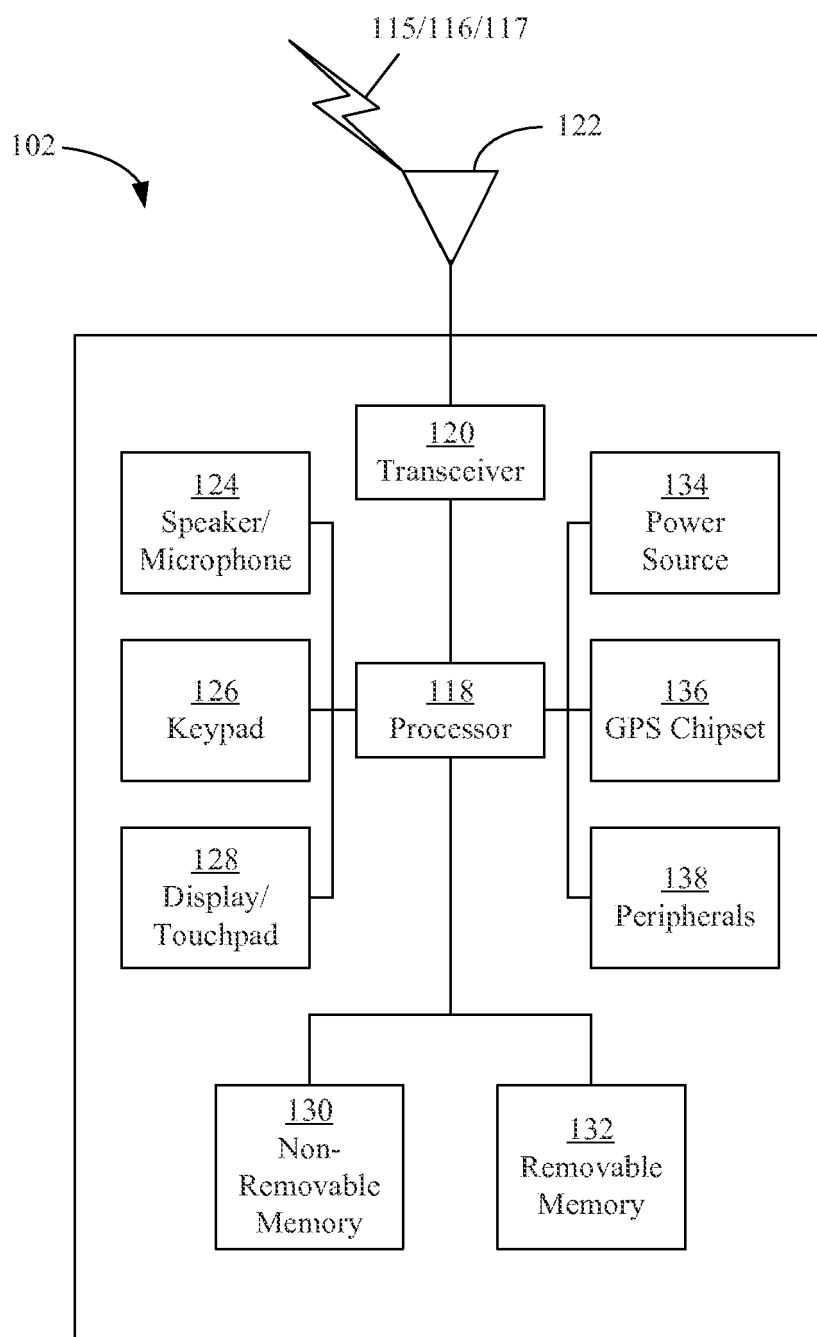 115/116/117
122
102
120
Transceiver
124
Speaker/
Microphone
134
Power
Source
126
Keypad
118
Processor
136
GPS Chipset
128
Display/
Touchpad
138
Peripherals
130
Non-
Removable
Memory
132
Removable
Memory